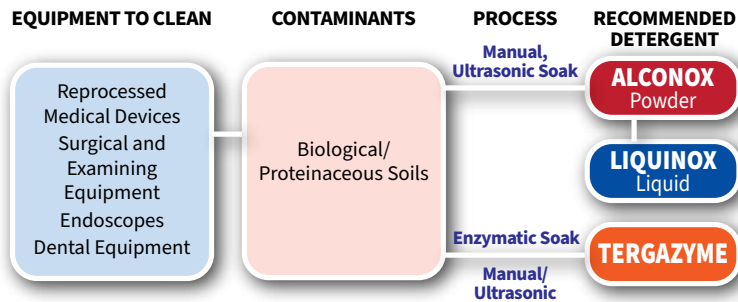 EQUIPMENT TO CLEAN
CONTAMINANTS
PROCESS
RECOMMENDED
DETERGENT
Reprocessed
Medical Devices
Surgical and
Examining
Equipment
Endoscopes
Dental Equipment
Biological/
Proteinaceous Soils
Manual,
Ultrasonic Soak
ALCONOX
Powder
LIQUINOX
Liquid
Enzymatic Soak
Manual/
Ultrasonic
TERGAZYME